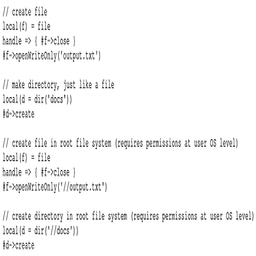 // create file
local(f) = file
handle => { #f->close }
#f->openWriteOnly('output.txt')

// make directory, just like a file
local(d = dir('docs'))
#d->create

// create file in root file system (requires permissions at user OS level)
local(f) = file
handle => { #f->close }
#f->openWriteOnly('//output.txt')

// create directory in root file system (requires permissions at user OS level)
local(d = dir('//docs'))
#d->create